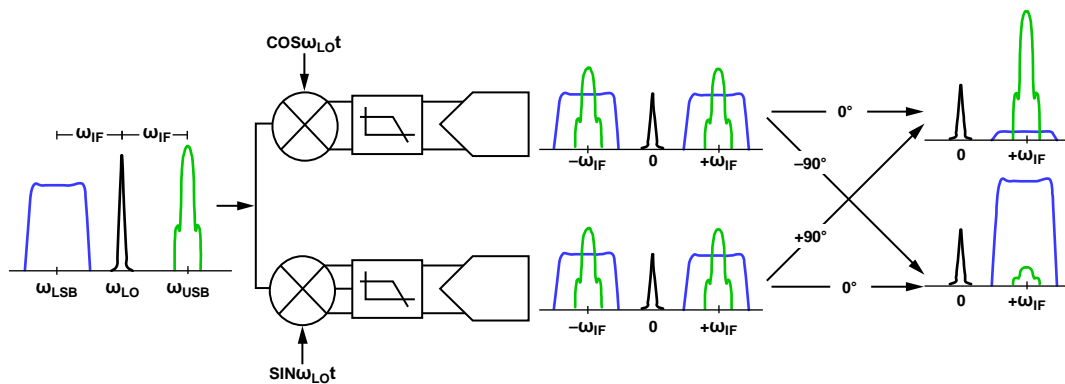 COSωLOt
ωIF ωIF
ωLSB ωLO ωUSB
SINωLOt
–ωIF 0 +ωIF
–ωIF 0 +ωIF
0°
–90°
+90°
0°
0 +ωIF
0 +ωIF